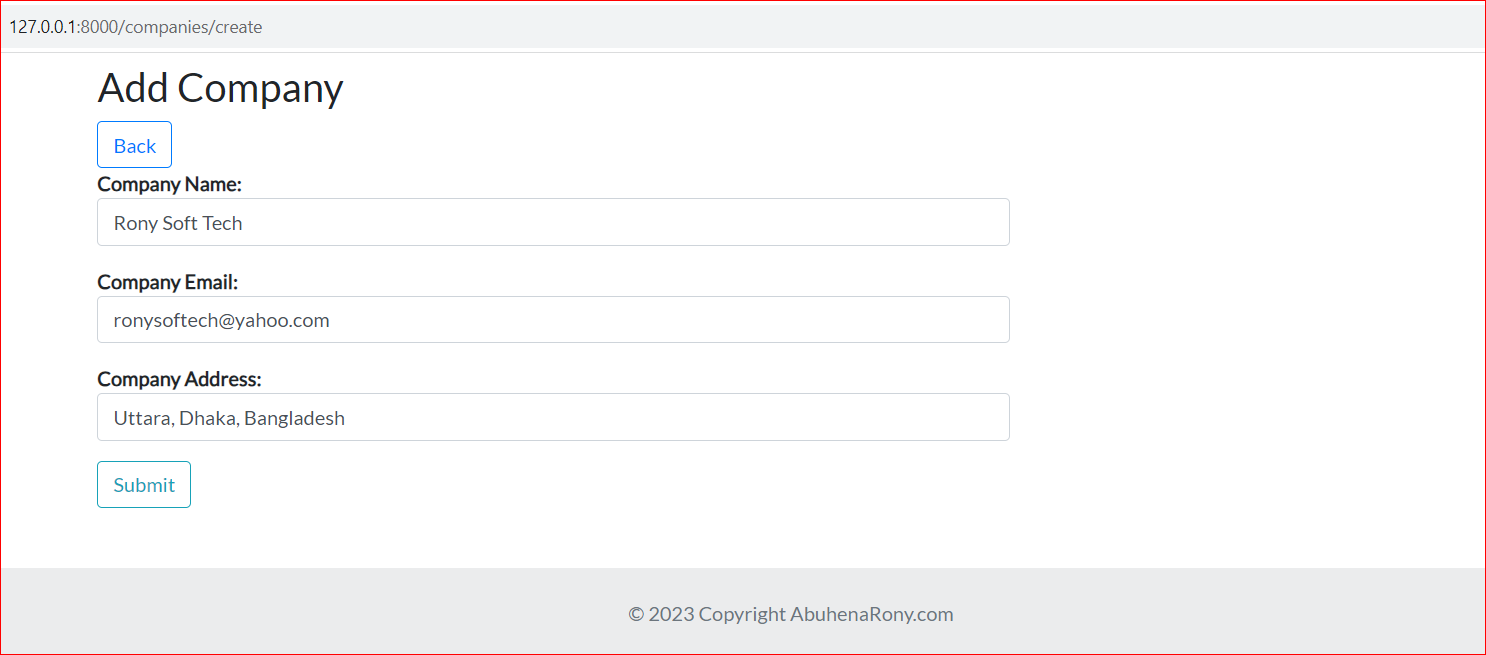 127.0.0.1:8000/companies/create
Add Company
Back
Company Name:
Rony Soft Tech
Company Email:
ronysoftech@yahoo.com
Company Address:
Uttara, Dhaka, Bangladesh
Submit
© 2023 Copyright AbuhenaRony.com